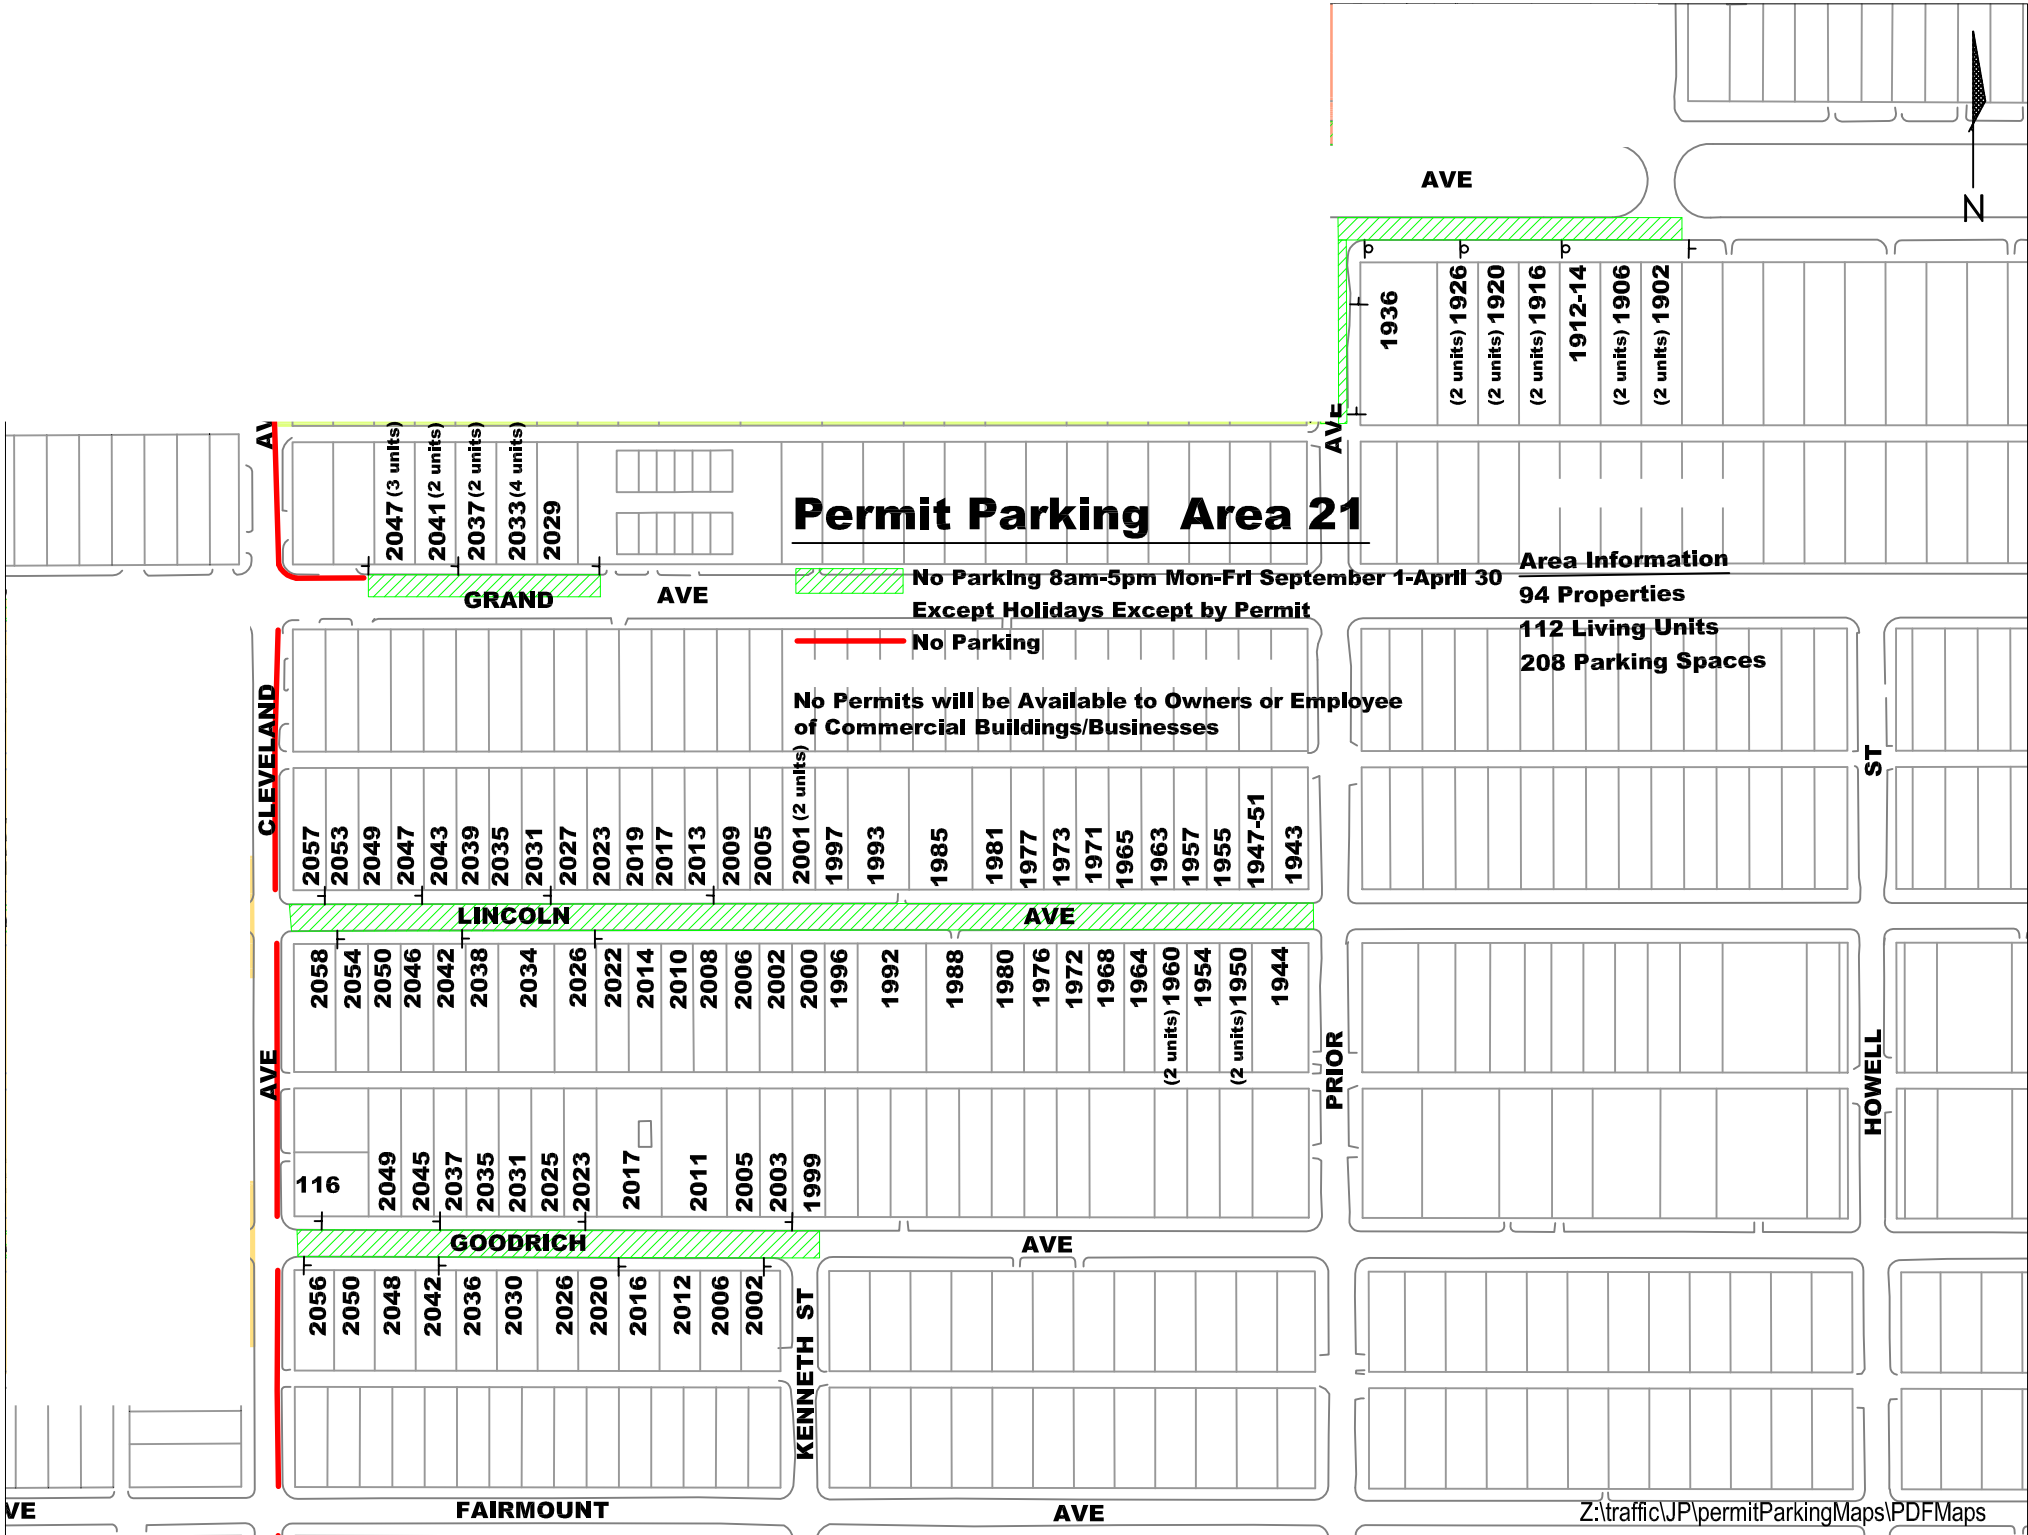 AVE
N
1936
(2 units) 1926
(2 units) 1920
(2 units) 1916
1912-14
(2 units) 1906
(2 units) 1902
AV
AVE
2047 (3 units)
2041 (2 units)
2037 (2 units)
2033 (4 units)
2029
Permit Parking Area 21
No Parking 8am-5pm Mon-Fri September 1-April 30
Except Holidays Except by Permit
No Parking
No Permits will be Available to Owners or Employee
of Commercial Buildings/Businesses
Area Information
94 Properties
112 Living Units
208 Parking Spaces
GRAND AVE
CLEVELAND
ST
2057
2053
2049
2047
2043
2039
2035
2031
2027
2023
2019
2017
2013
2009
2005
2001 (2 units)
1997
1993
1985
1981
1977
1973
1971
1965
1963
1957
1955
1947-51
1943
LINCOLN AVE
2058
2054
2050
2046
2042
2038
2034
2026
2022
2014
2010
2008
2006
2002
2000
1996
1992
1988
1980
1976
1972
1968
1964
(2 units) 1960
1954
(2 units) 1950
1944
AVE
PRIOR
HOWELL
116
2049
2045
2037
2035
2031
2025
2023
2017
2011
2005
2003
1999
GOODRICH AVE
2056
2050
2048
2042
2036
2030
2026
2020
2016
2012
2006
2002
KENNETH ST
VE
FAIRMOUNT AVE
Z:\traffic\JP\permitParkingMaps\PDFMaps